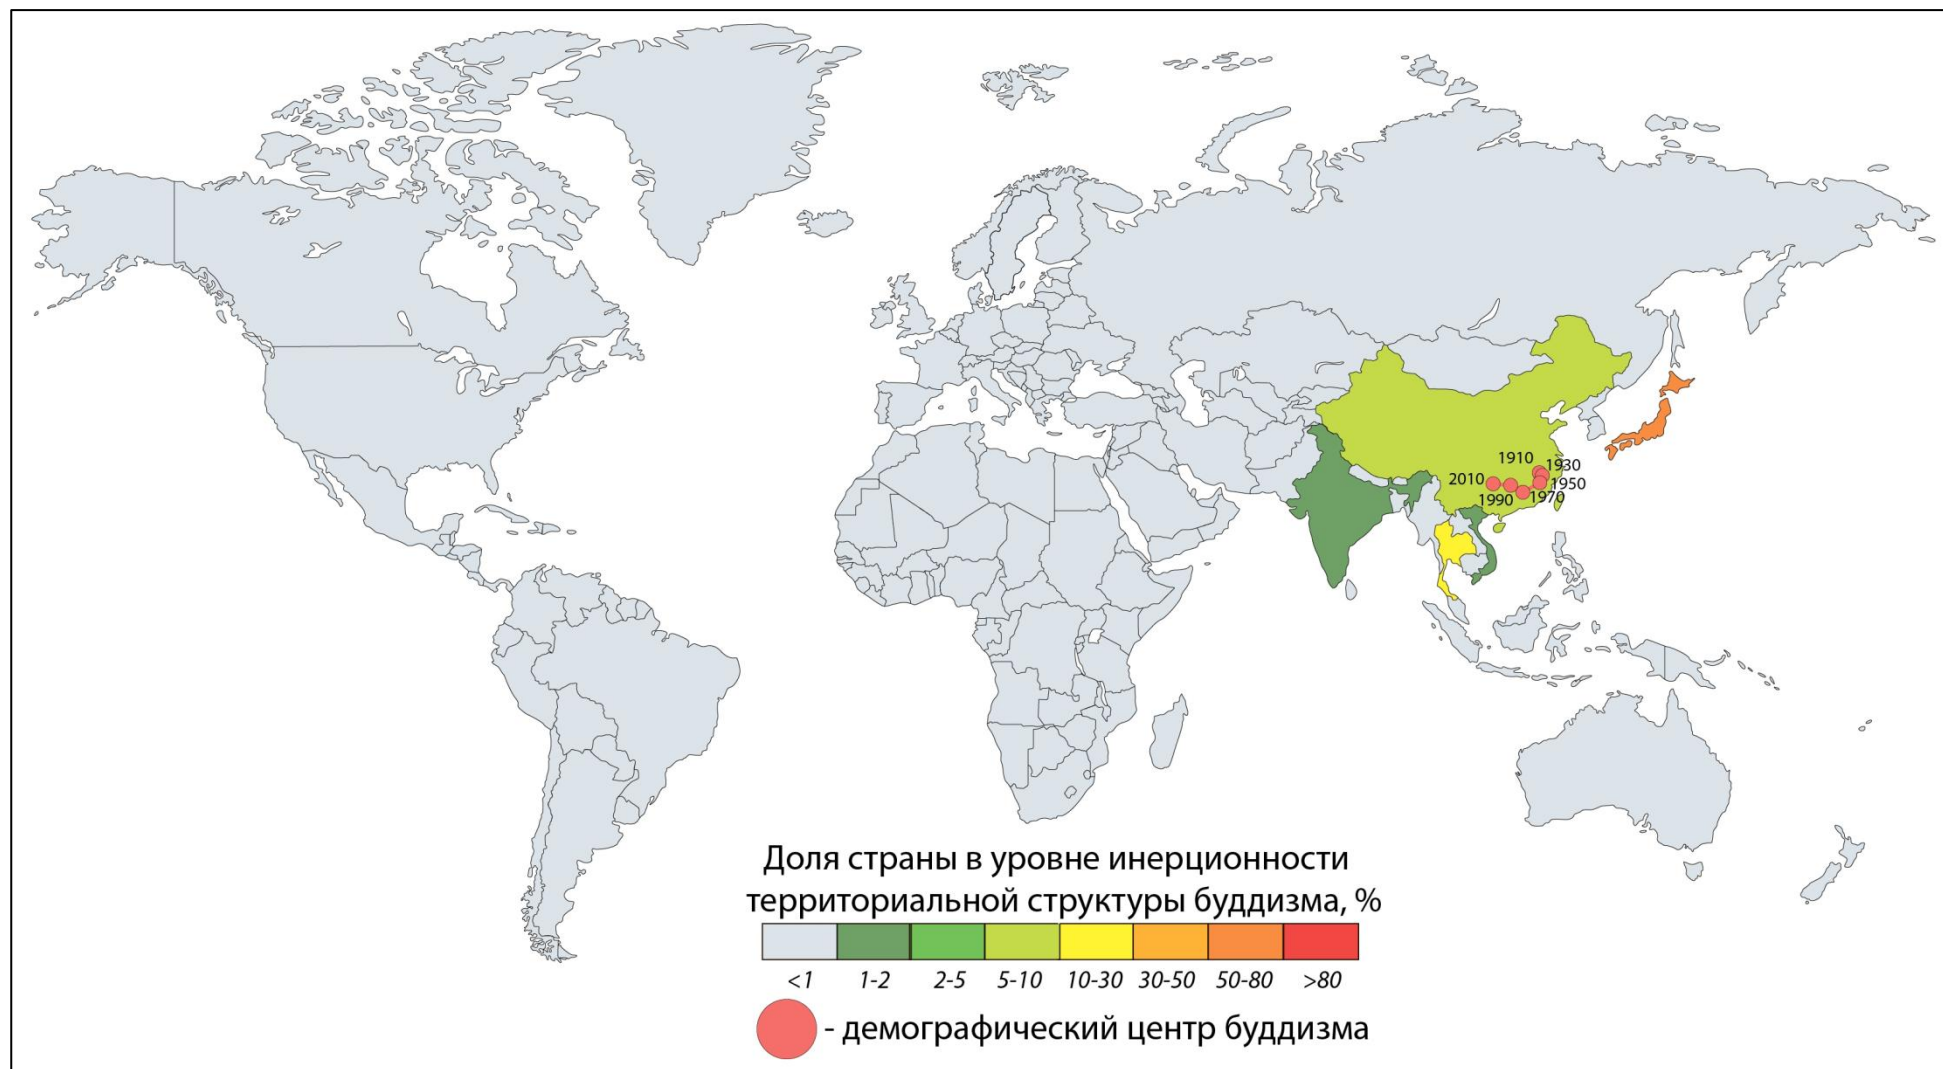 1910
1930
2010
1950
1990
1970
Доля страны в уровне инерционности
территориальной структуры буддизма, %
<1 1-2 2-5 5-10 10-30 30-50 50-80 >80
- демографический центр буддизма